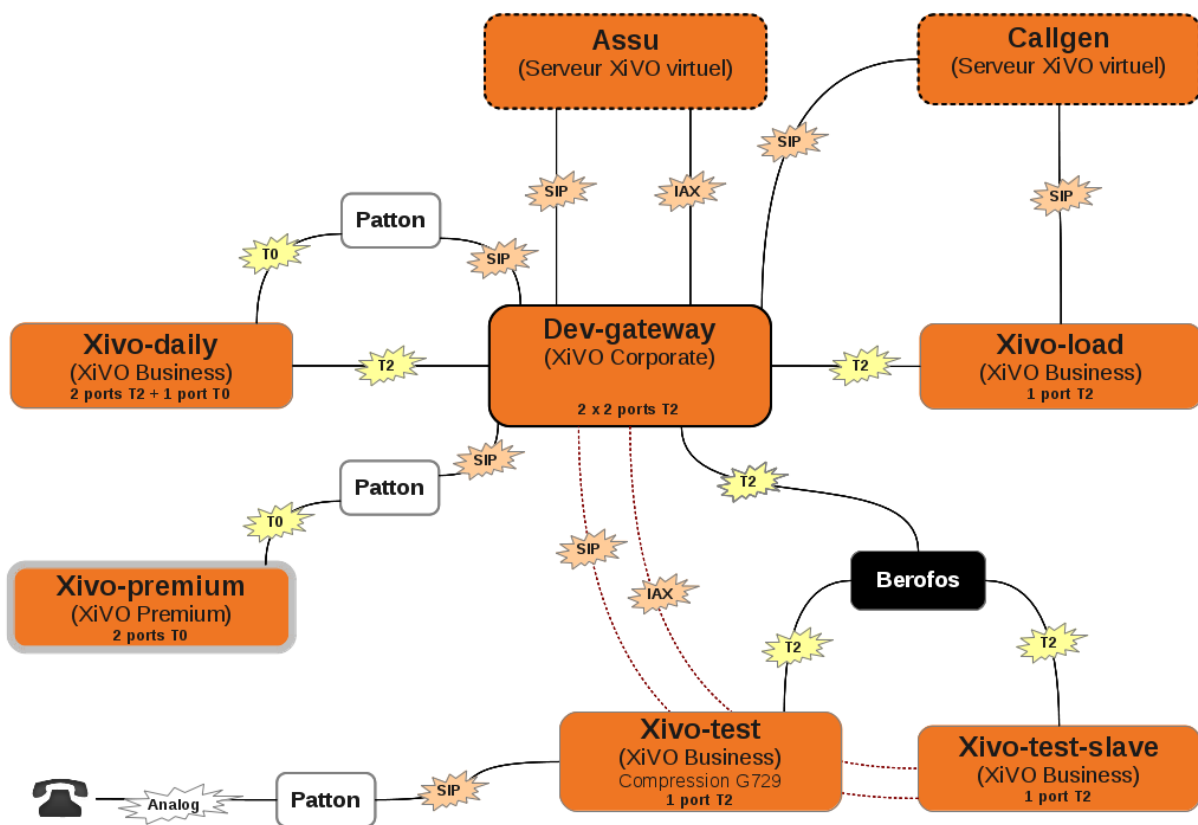 Assu
(Serveur XiVO virtuel)
Callgen
(Serveur XiVO virtuel)
SIP
SIP
IAX
SIP
Patton
T0
SIP
Xivo-daily
(XiVO Business)
2 ports T2 + 1 port T0
T2
Dev-gateway
(XiVO Corporate)
2 x 2 ports T2
T2
Xivo-load
(XiVO Business)
1 port T2
SIP
Patton
T0
T2
Xivo-premium
(XiVO Premium)
2 ports T0
SIP
IAX
Berofos
T2
T2
Xivo-test
(XiVO Business)
Compression G729
1 port T2
Xivo-test-slave
(XiVO Business)
1 port T2
Analog
Patton
SIP